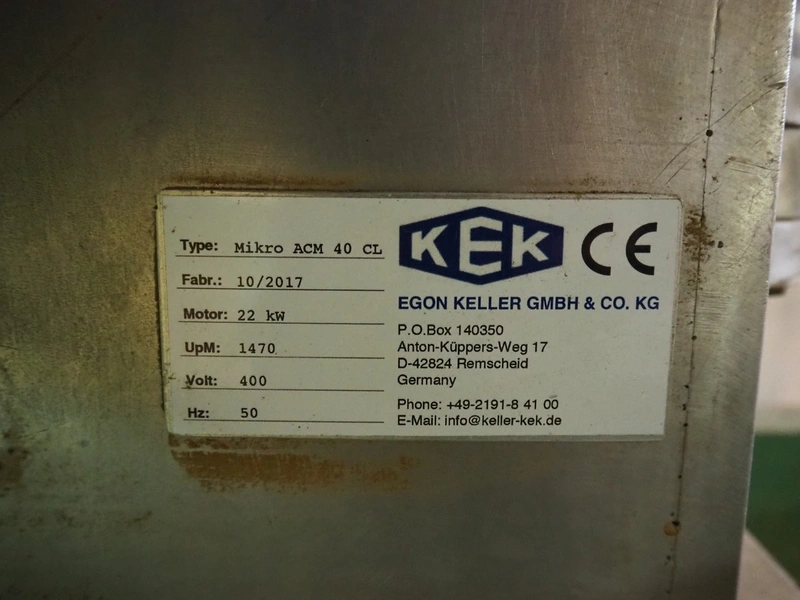 Type: Mikro ACM 40 CL
Fabr.: 10/2017
Motor: 22 kW
UpM: 1470
Volt: 400
Hz: 50
KEK CE
EGON KELLER GMBH & CO. KG
P.O.Box 140350
Anton-Küppers-Weg 17
D-42824 Remscheid
Germany
Phone: +49-2191-8 41 00
E-Mail: info@keller-kek.de